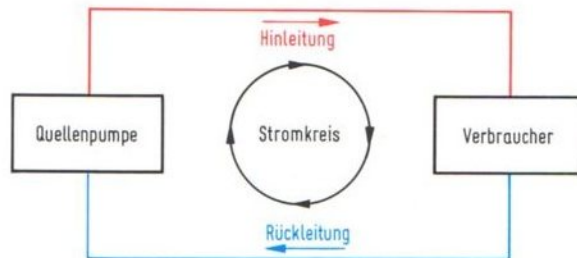 Hinleitung
Quellenpumpe
Stromkreis
Verbraucher
Rückleitung